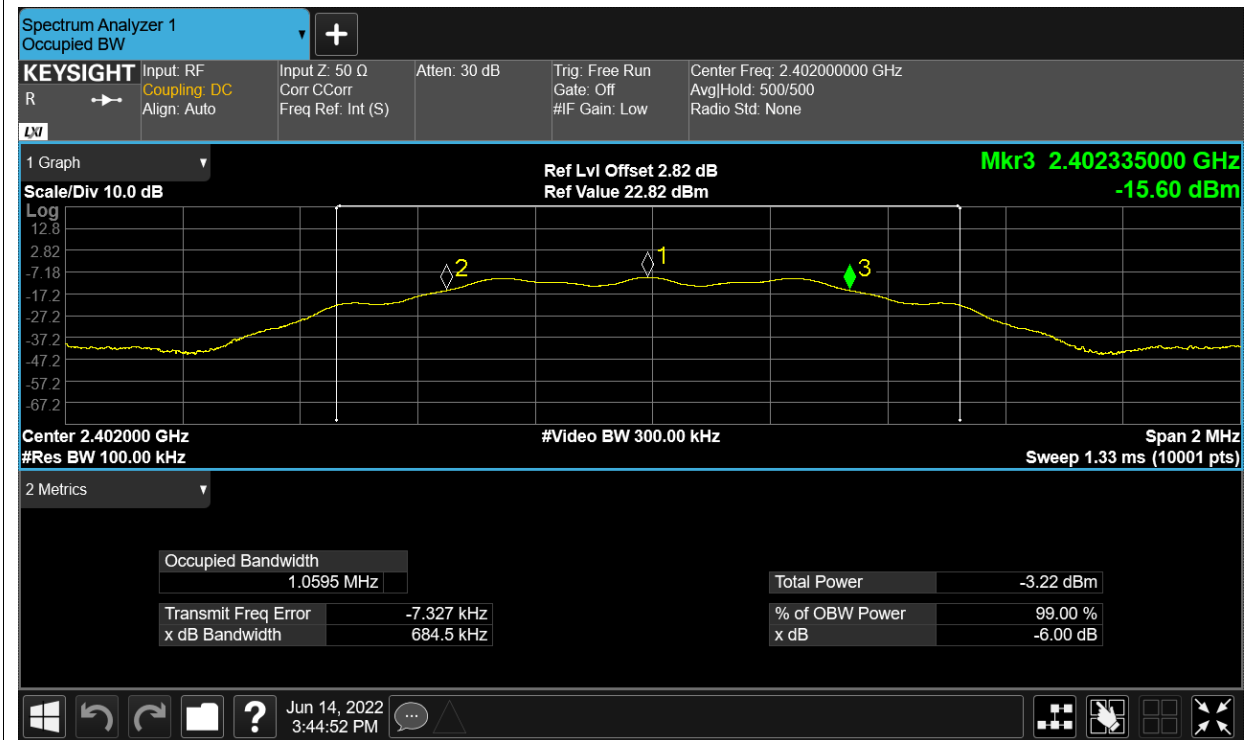 Spectrum Analyzer 1
Occupied BW
▼
+
KEYSIGHT
R
LXI
Input: RF
Coupling: DC
Align: Auto
Input Z: 50 Ω
Corr CCorr
Freq Ref: Int (S)
Atten: 30 dB
Trig: Free Run
Gate: Off
#IF Gain: Low
Center Freq: 2.402000000 GHz
Avg|Hold: 500/500
Radio Std: None
1 Graph ▼
Scale/Div 10.0 dB
Ref Lvl Offset 2.82 dB
Ref Value 22.82 dBm
Mkr3 2.402335000 GHz
-15.60 dBm
Log
12.8
2.82
-7.18
-17.2
-27.2
-37.2
-47.2
-57.2
-67.2
2
1
3
Center 2.402000 GHz
#Res BW 100.00 kHz
#Video BW 300.00 kHz
Span 2 MHz
Sweep 1.33 ms (10001 pts)
2 Metrics ▼
Occupied Bandwidth
1.0595 MHz
Transmit Freq Error -7.327 kHz
x dB Bandwidth 684.5 kHz
Total Power -3.22 dBm
% of OBW Power 99.00 %
x dB -6.00 dB
?
Jun 14, 2022
3:44:52 PM